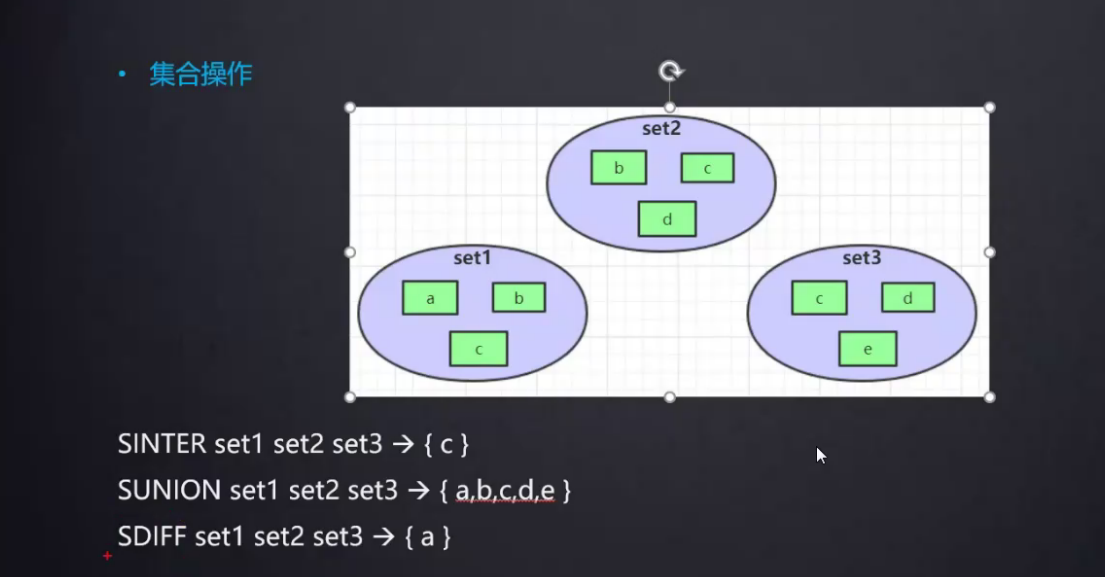 • 集合操作
set2
b c
d
set1
a b
c
set3
c d
e
SINTER set1 set2 set3 → { c }
SUNION set1 set2 set3 → { a,b,c,d,e }
SDIFF set1 set2 set3 → { a }